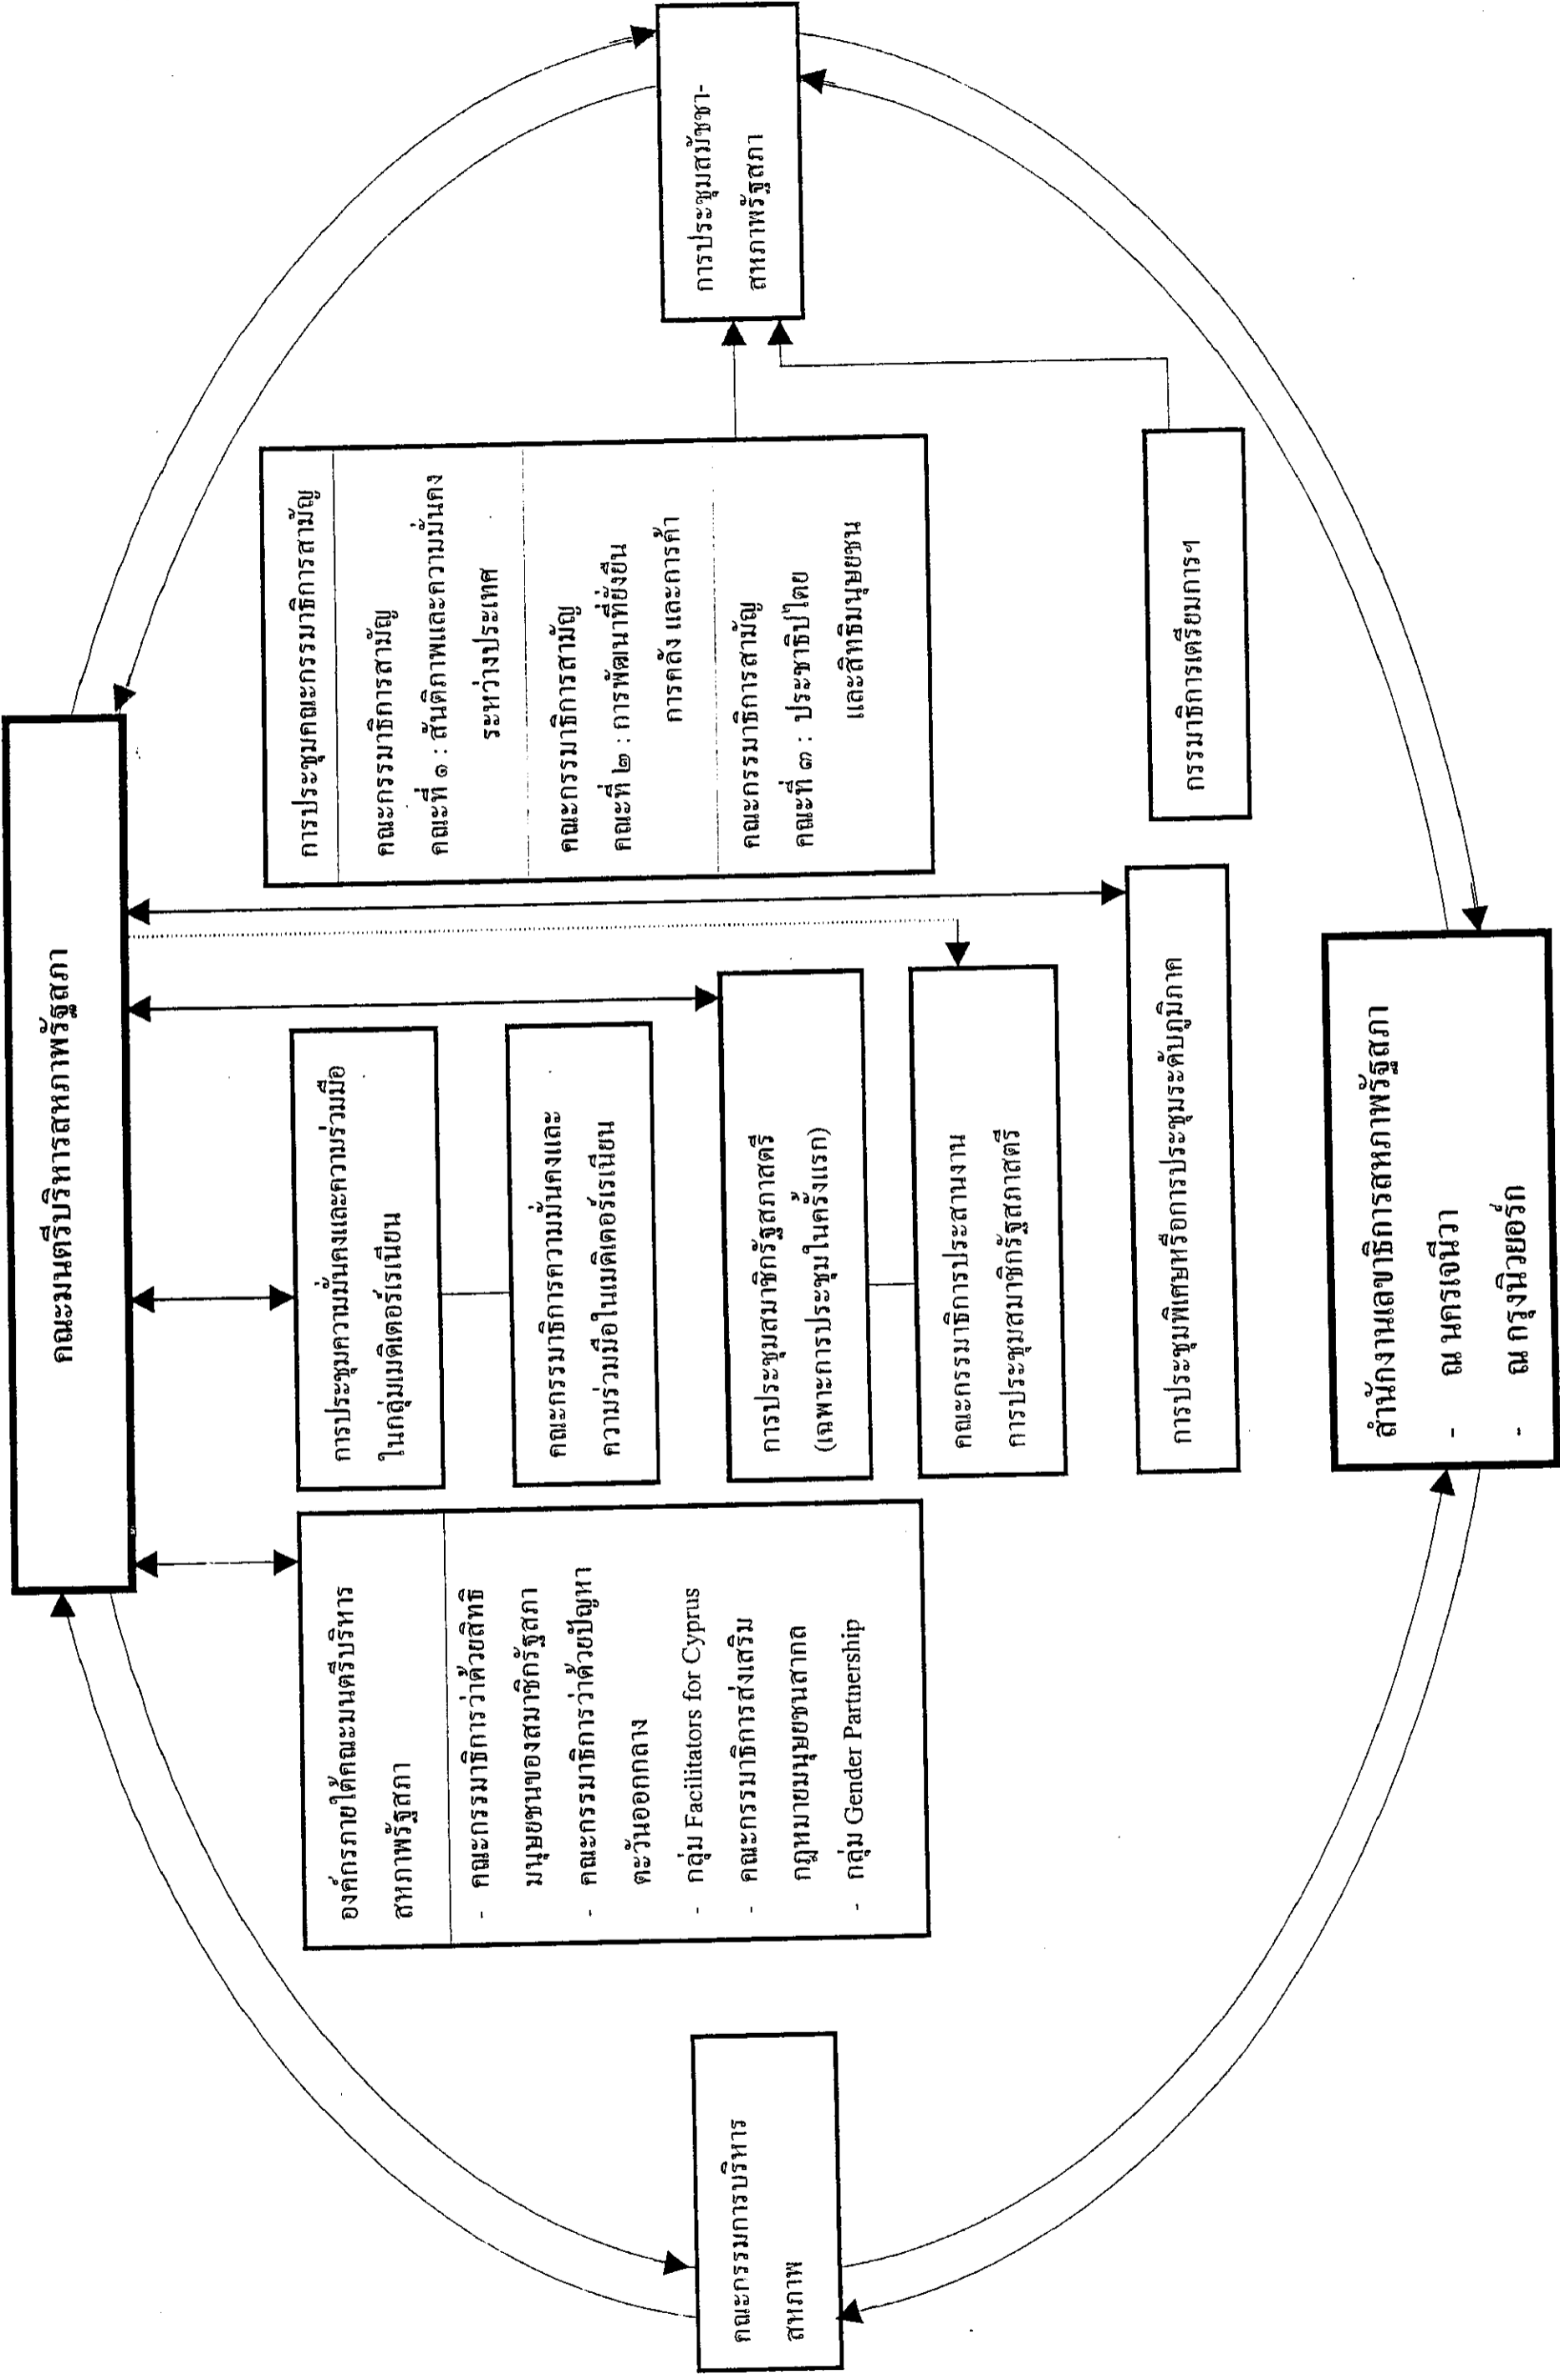 คณะมนตรีบริหารสหภาพรัฐสภา
องค์กรภายใต้คณะมนตรีบริหาร
สหภาพรัฐสภา
- คณะกรรมาธิการว่าด้วยสิทธิ
มนุษยชนของสมาชิกรัฐสภา
- คณะกรรมาธิการว่าด้วยปัญหา
ตะวันออกกลาง
- กลุ่ม Facilitators for Cyprus
- คณะกรรมาธิการส่งเสริม
กฎหมายมนุษยชนสากล
- กลุ่ม Gender Partnership
การประชุมความมั่นคงและความร่วมมือ
ในกลุ่มเมดิเตอร์เรเนียน
คณะกรรมาธิการความมั่นคงและ
ความร่วมมือในเมดิเตอร์เรเนียน
การประชุมสมาชิกรัฐสภาสตรี
(เฉพาะการประชุมในครั้งแรก)
คณะกรรมาธิการประสานงาน
การประชุมสมาชิกรัฐสภาสตรี
การประชุมพิเศษหรือการประชุมระดับภูมิภาค
การประชุมคณะกรรมาธิการสามัญ
คณะกรรมาธิการสามัญ
คณะที่ ๑ : สันติภาพและความมั่นคง
ระหว่างประเทศ
คณะกรรมาธิการสามัญ
คณะที่ ๒ : การพัฒนาที่ยั่งยืน
การคลัง และการค้า
คณะกรรมาธิการสามัญ
คณะที่ ๓ : ประชาธิปไตย
และสิทธิมนุษยชน
กรรมาธิการเตรียมการฯ
คณะกรรมการบริหาร
สหภาพ
การประชุมสมัชชา-
สหภาพรัฐสภา
สำนักงานเลขาธิการสหภาพรัฐสภา
- ณ นครเจนีวา
- ณ กรุงนิวยอร์ก